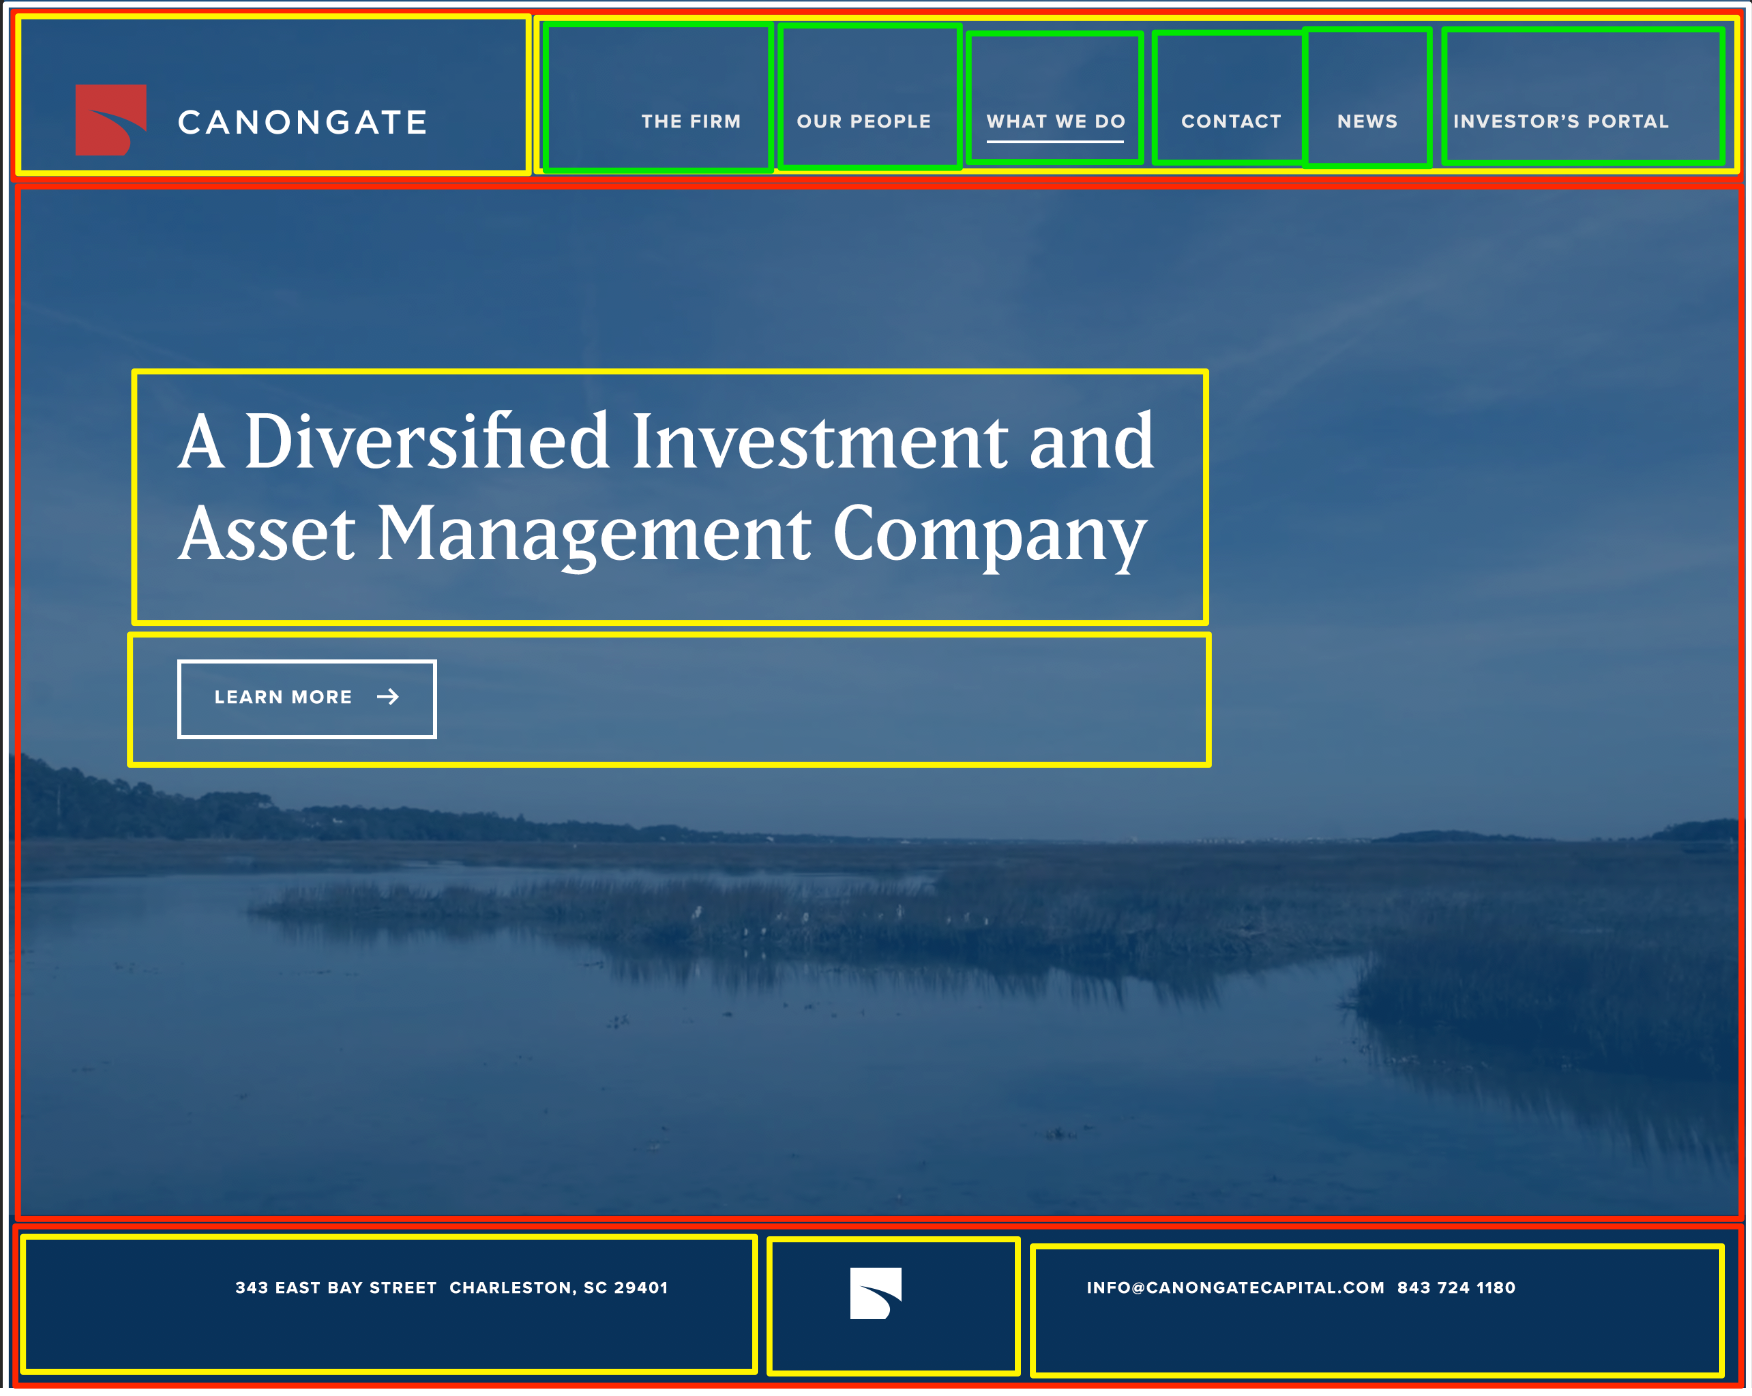 CANONGATE
THE FIRM OUR PEOPLE WHAT WE DO CONTACT NEWS INVESTOR’S PORTAL
A Diversified Investment and
Asset Management Company
LEARN MORE →
343 EAST BAY STREET CHARLESTON, SC 29401
INFO@CANONGATECAPITAL.COM 843 724 1180